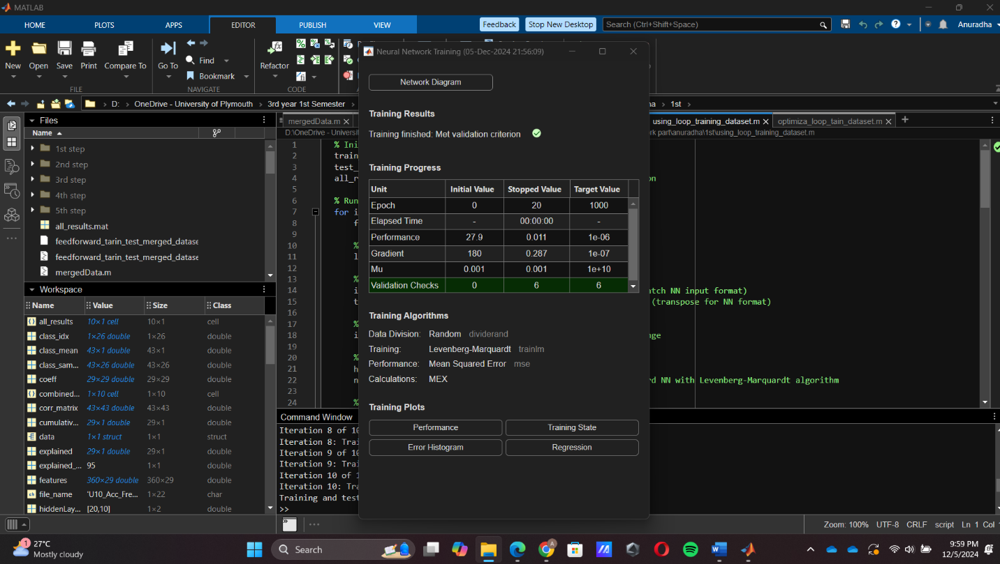 MATLAB
HOME PLOTS APPS EDITOR PUBLISH VIEW Feedback Stop New Desktop Search (Ctrl+Shift+Space) Anuradha
New Open Save Print Compare To Go To Find Bookmark Refactor
FILE NAVIGATE CODE
D: OneDrive - University of Plymouth 3rd year 1st Semester 1st
Files
Name
1st step
2nd step
3rd step
4th step
5th step
all_results.mat
feedforward_tarin_test_merged_datase
feedforward_tarin_test_merged_datase
mergedData.m
Workspace
Name Value Size Class
all_results 10×1 cell 10×1 cell
class_idx 1×26 double 1×26 double
class_mean 43×1 double 43×1 double
class_sam... 43×26 double 43×26 double
coeff 29×29 double 29×29 double
combined... 1×10 cell 1×10 cell
corr_matrix 43×43 double 43×43 double
cumulativ... 29×1 double 29×1 double
data 1×1 struct 1×1 struct
explained 29×1 double 29×1 double
explained_... 95 1×1 double
features 360×29 double 360×29 double
file_name 'U10_Acc_Fre... 1×22 char
hiddenLay... [20,10] 1×2 double
mergedData.m using_loop_training_dataset.m optimiza_loop_tain_dataset.m
D:\OneDrive - Universi rk part\anuradha\1st\using_loop_training_dataset.m
1 % Ini
2 train
3 test_
4 all_r on
5
6 % Run
7 for i
8 f
9
10 %
11 l
12
13 %
14 i atch NN input format)
15 t (transpose for NN format)
16
17 %
18 i nge
19
20 %
21 h
22 n rd NN with Levenberg-Marquardt algorithm
23
24 %
Command Window
Iteration 8 of 10
Iteration 8: Trai
Iteration 9 of 10
Iteration 9: Trai
Iteration 10 of 1
Iteration 10: Tra
Training and test
>>
Neural Network Training (05-Dec-2024 21:56:09)
Network Diagram
Training Results
Training finished: Met validation criterion
Training Progress
Unit Initial Value Stopped Value Target Value
Epoch 0 20 1000
Elapsed Time - 00:00:00 -
Performance 27.9 0.011 1e-06
Gradient 180 0.287 1e-07
Mu 0.001 0.001 1e+10
Validation Checks 0 6 6
Training Algorithms
Data Division: Random dividerand
Training: Levenberg-Marquardt trainlm
Performance: Mean Squared Error mse
Calculations: MEX
Training Plots
Performance Training State
Error Histogram Regression
Zoom: 100% UTF-8 CRLF script Ln 1 Col
1 27°C
Mostly cloudy
Search
9:59 PM
12/5/2024